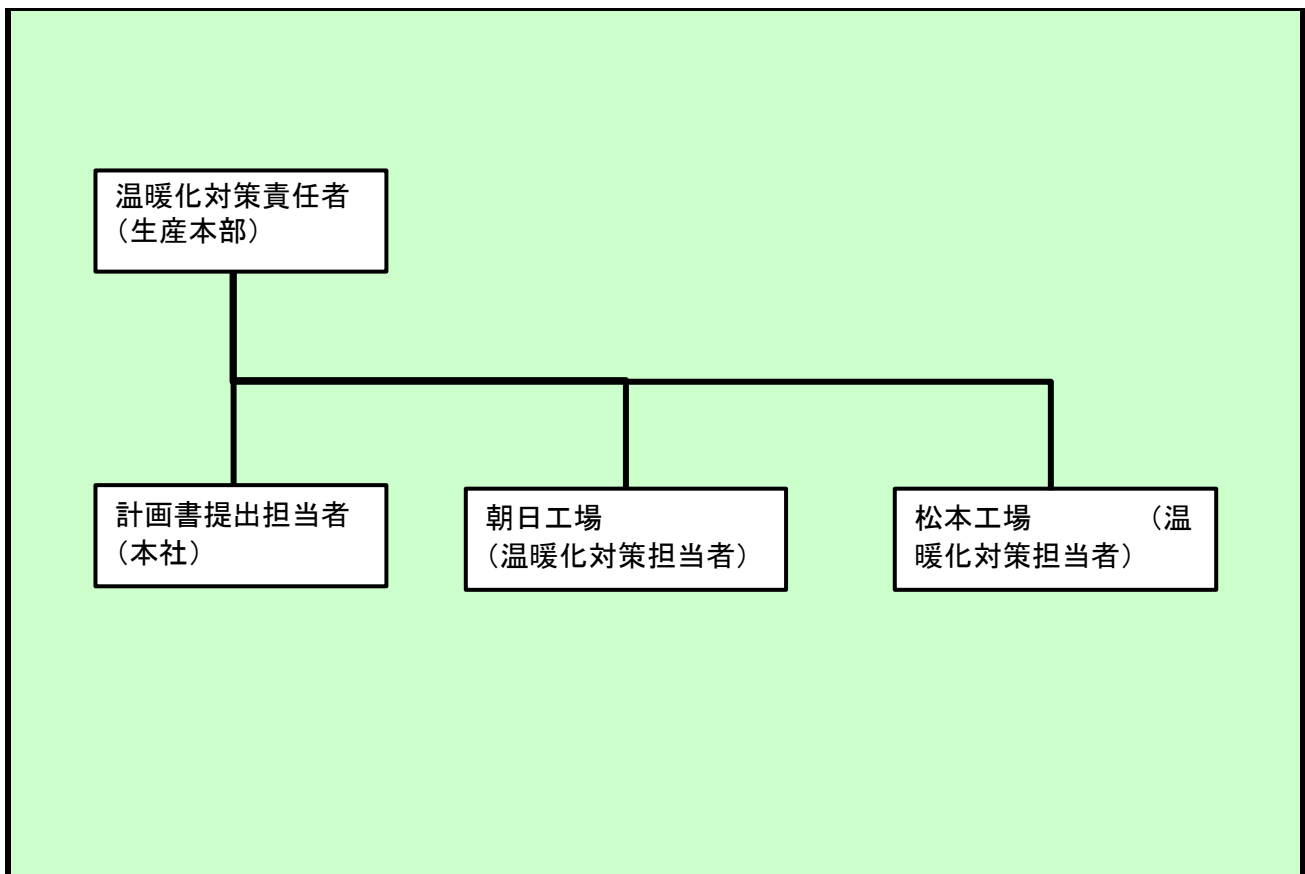 温暖化対策責任者
（生産本部）
計画書提出担当者
（本社）
朝日工場
（温暖化対策担当者）
松本工場　　　　（温
暖化対策担当者）